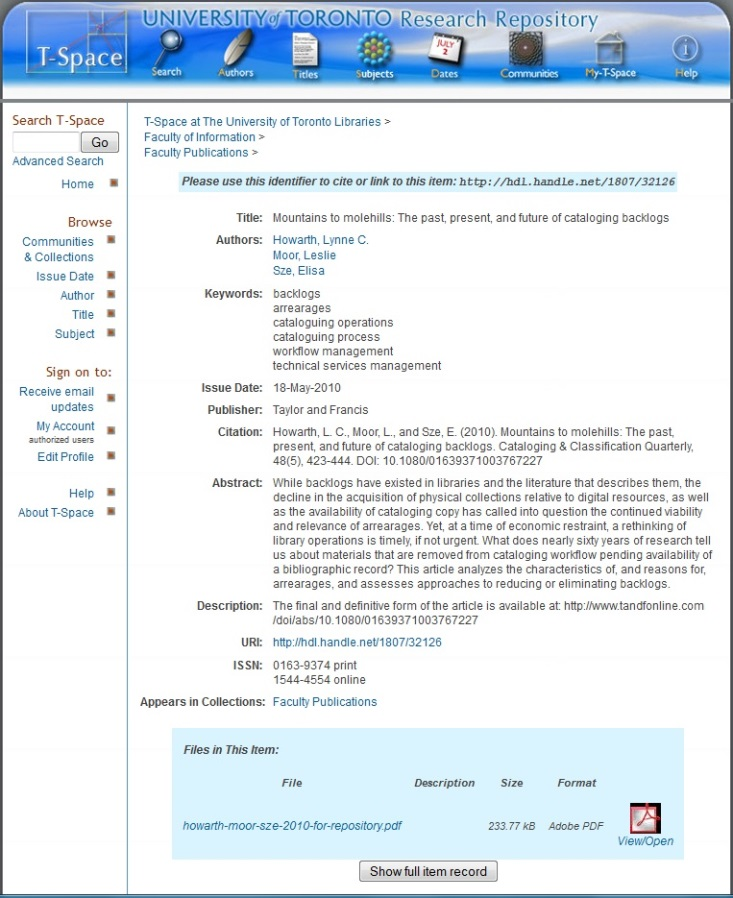 UNIVERSITY of TORONTO Research Repository
T-Space
Search
Authors
Titles
Subjects
JULY
2
Dates
Communities
My-T-Space
i
Help
Search T-Space
Go
Advanced Search
Home
Browse
Communities
& Collections
Issue Date
Author
Title
Subject
Sign on to:
Receive email
updates
My Account
authorized users
Edit Profile
Help
About T-Space
T-Space at The University of Toronto Libraries >
Faculty of Information >
Faculty Publications >
Please use this identifier to cite or link to this item: http://hdl.handle.net/1807/32126
Title: Mountains to molehills: The past, present, and future of cataloging backlogs
Authors: Howarth, Lynne C.
Moor, Leslie
Sze, Elisa
Keywords: backlogs
arrearages
cataloguing operations
cataloguing process
workflow management
technical services management
Issue Date: 18-May-2010
Publisher: Taylor and Francis
Citation: Howarth, L. C., Moor, L., and Sze, E. (2010). Mountains to molehills: The past,
present, and future of cataloging backlogs. Cataloging & Classification Quarterly,
48(5), 423-444. DOI: 10.1080/01639371003767227
Abstract: While backlogs have existed in libraries and the literature that describes them, the
decline in the acquisition of physical collections relative to digital resources, as well
as the availability of cataloging copy has called into question the continued viability
and relevance of arrearages. Yet, at a time of economic restraint, a rethinking of
library operations is timely, if not urgent. What does nearly sixty years of research tell
us about materials that are removed from cataloging workflow pending availability of
a bibliographic record? This article analyzes the characteristics of, and reasons for,
arrearages, and assesses approaches to reducing or eliminating backlogs.
Description: The final and definitive form of the article is available at: http://www.tandfonline.com
/doi/abs/10.1080/01639371003767227
URI: http://hdl.handle.net/1807/32126
ISSN: 0163-9374 print
1544-4554 online
Appears in Collections: Faculty Publications
Files in This Item:
File Description Size Format
howarth-moor-sze-2010-for-repository.pdf 233.77 kB Adobe PDF
View/Open
Show full item record